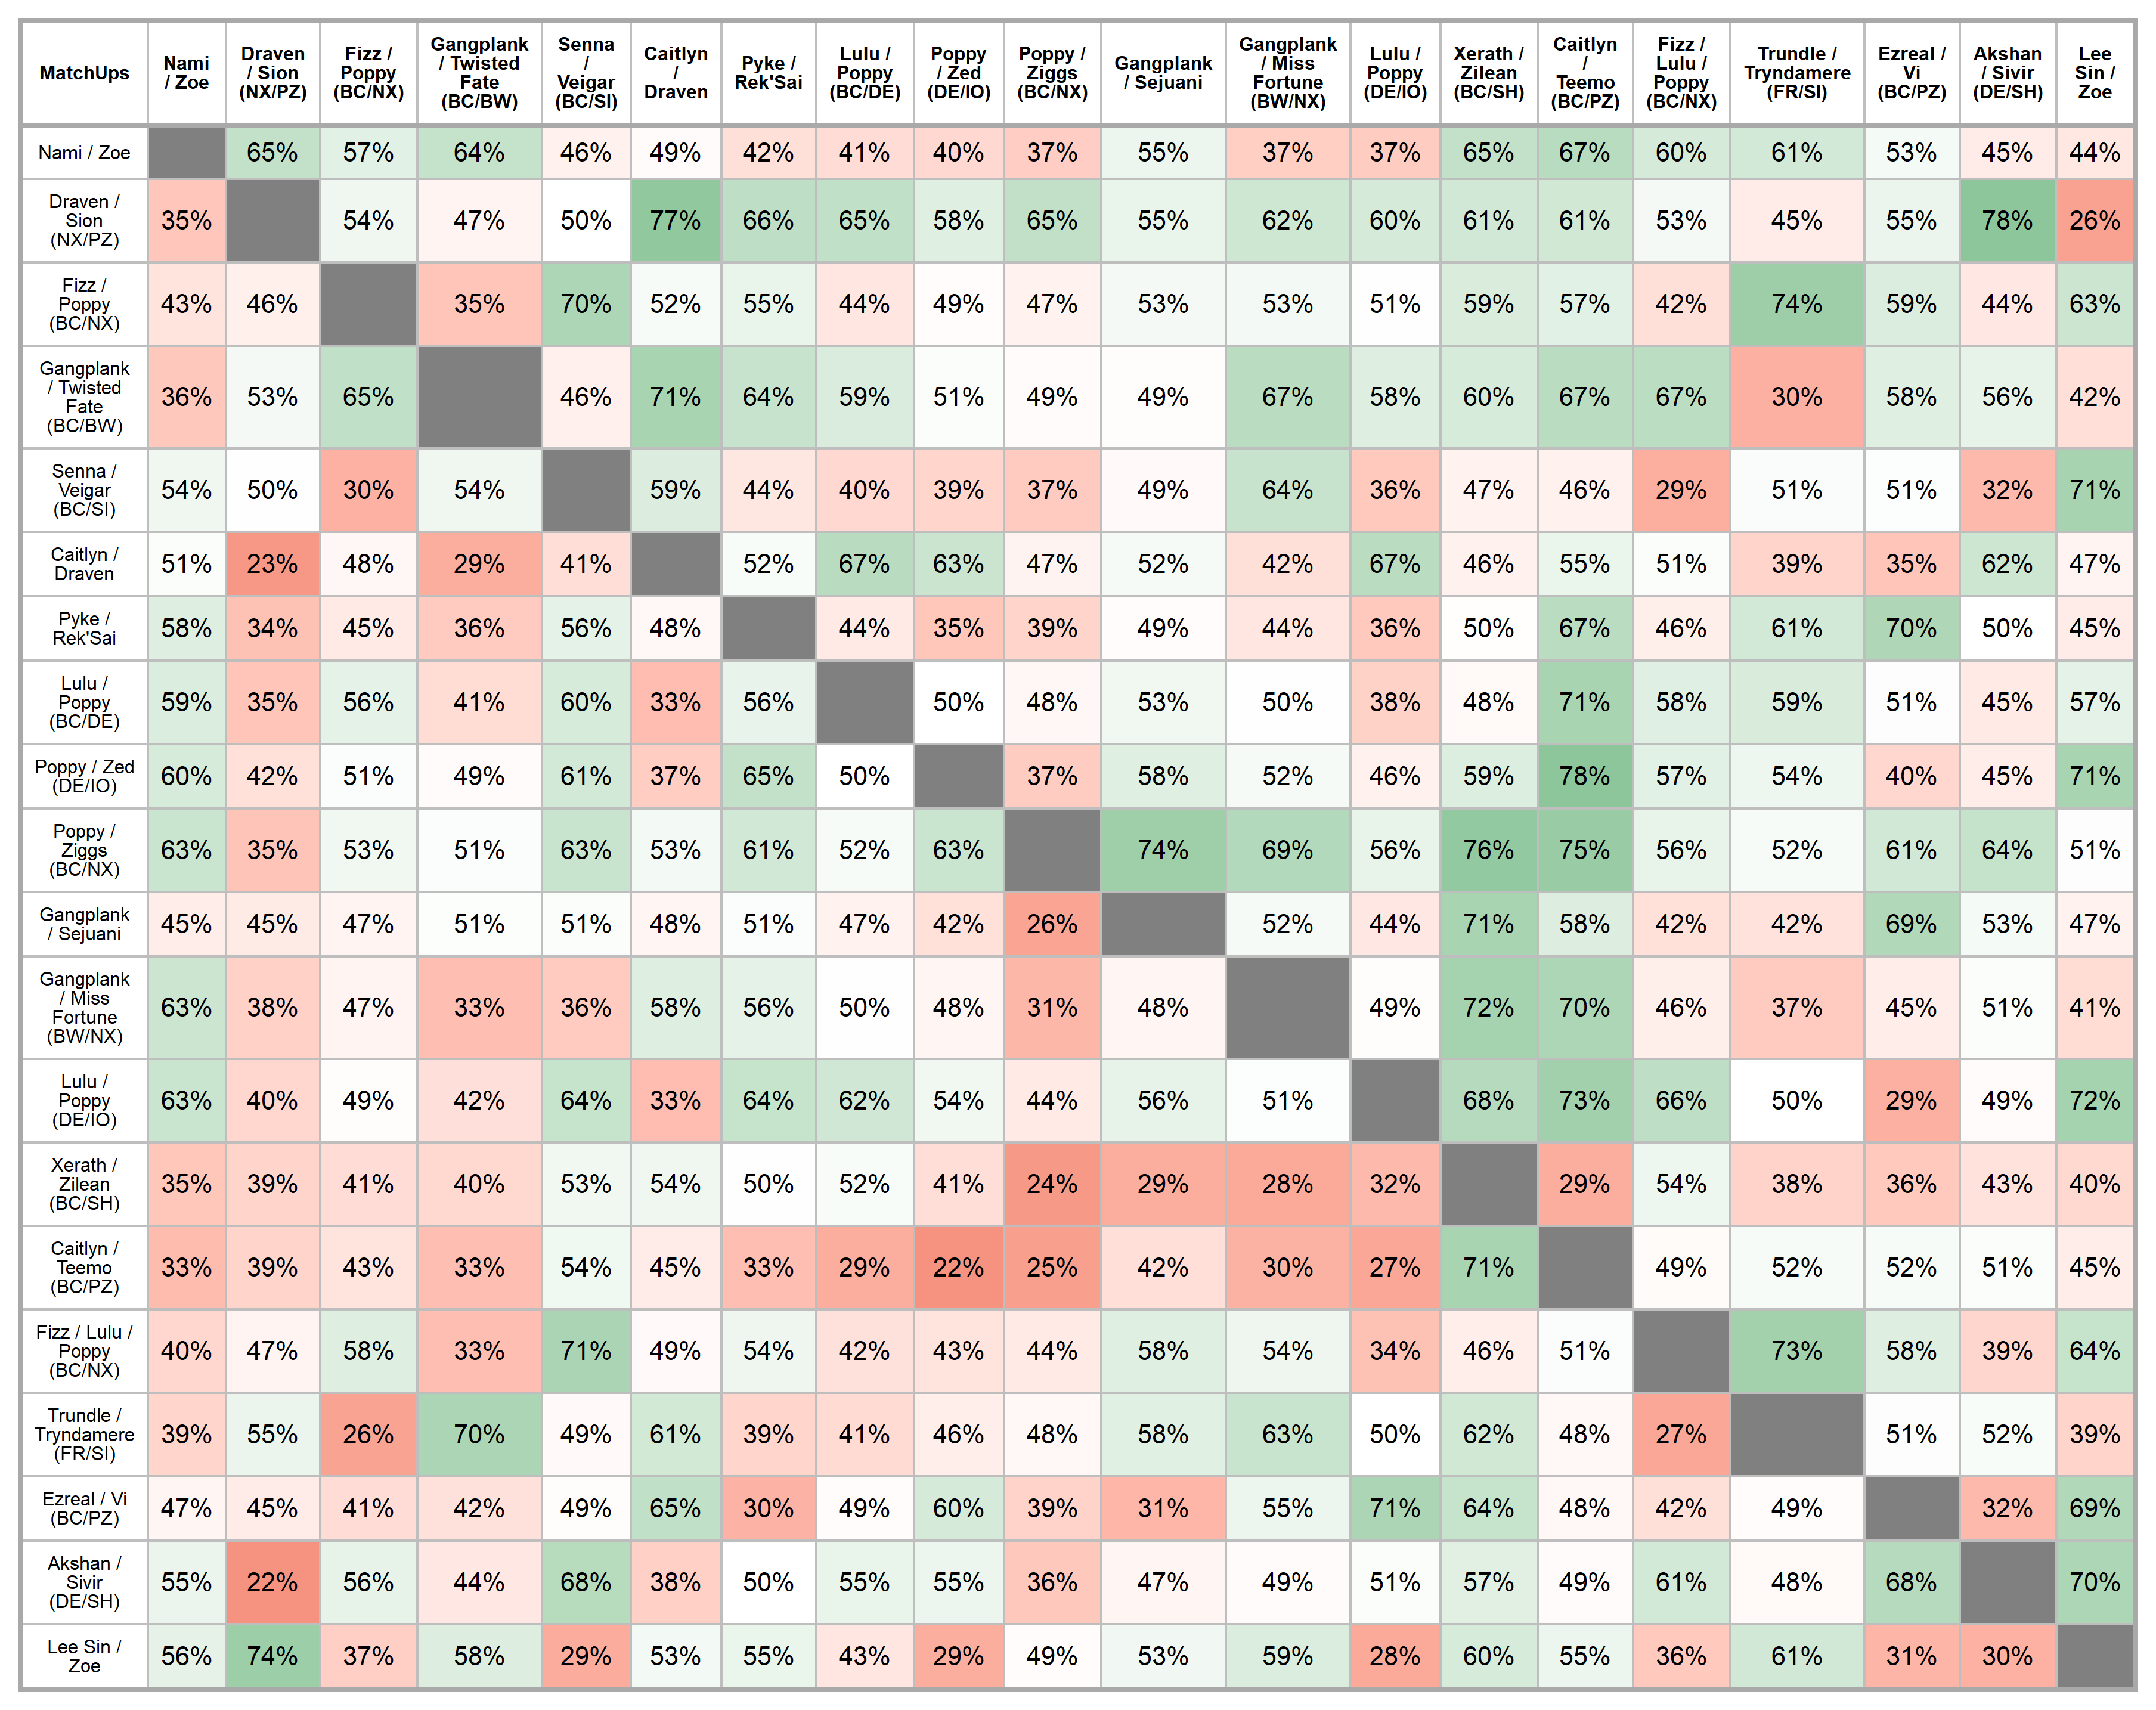 MatchUps Nami / Zoe Draven / Sion (NX/PZ) Fizz / Poppy (BC/NX) Gangplank / Twisted Fate (BC/BW) Senna / Veigar (BC/SI) Caitlyn / Draven Pyke / Rek'Sai Lulu / Poppy (BC/DE) Poppy / Zed (DE/IO) Poppy / Ziggs (BC/NX) Gangplank / Sejuani Gangplank / Miss Fortune (BW/NX) Lulu / Poppy (DE/IO) Xerath / Zilean (BC/SH) Caitlyn / Teemo (BC/PZ) Fizz / Lulu / Poppy (BC/NX) Trundle / Tryndamere (FR/SI) Ezreal / Vi (BC/PZ) Akshan / Sivir (DE/SH) Lee Sin / Zoe
Nami / Zoe 65% 57% 64% 46% 49% 42% 41% 40% 37% 55% 37% 37% 65% 67% 60% 61% 53% 45% 44%
Draven / Sion (NX/PZ) 35% 54% 47% 50% 77% 66% 65% 58% 65% 55% 62% 60% 61% 61% 53% 45% 55% 78% 26%
Fizz / Poppy (BC/NX) 43% 46% 35% 70% 52% 55% 44% 49% 47% 53% 53% 51% 59% 57% 42% 74% 59% 44% 63%
Gangplank / Twisted Fate (BC/BW) 36% 53% 65% 46% 71% 64% 59% 51% 49% 49% 67% 58% 60% 67% 67% 30% 58% 56% 42%
Senna / Veigar (BC/SI) 54% 50% 30% 54% 59% 44% 40% 39% 37% 49% 64% 36% 47% 46% 29% 51% 51% 32% 71%
Caitlyn / Draven 51% 23% 48% 29% 41% 52% 67% 63% 47% 52% 42% 67% 46% 55% 51% 39% 35% 62% 47%
Pyke / Rek'Sai 58% 34% 45% 36% 56% 48% 44% 35% 39% 49% 44% 36% 50% 67% 46% 61% 70% 50% 45%
Lulu / Poppy (BC/DE) 59% 35% 56% 41% 60% 33% 56% 50% 48% 53% 50% 38% 48% 71% 58% 59% 51% 45% 57%
Poppy / Zed (DE/IO) 60% 42% 51% 49% 61% 37% 65% 50% 37% 58% 52% 46% 59% 78% 57% 54% 40% 45% 71%
Poppy / Ziggs (BC/NX) 63% 35% 53% 51% 63% 53% 61% 52% 63% 74% 69% 56% 76% 75% 56% 52% 61% 64% 51%
Gangplank / Sejuani 45% 45% 47% 51% 51% 48% 51% 47% 42% 26% 52% 44% 71% 58% 42% 42% 69% 53% 47%
Gangplank / Miss Fortune (BW/NX) 63% 38% 47% 33% 36% 58% 56% 50% 48% 31% 48% 49% 72% 70% 46% 37% 45% 51% 41%
Lulu / Poppy (DE/IO) 63% 40% 49% 42% 64% 33% 64% 62% 54% 44% 56% 51% 68% 73% 66% 50% 29% 49% 72%
Xerath / Zilean (BC/SH) 35% 39% 41% 40% 53% 54% 50% 52% 41% 24% 29% 28% 32% 29% 54% 38% 36% 43% 40%
Caitlyn / Teemo (BC/PZ) 33% 39% 43% 33% 54% 45% 33% 29% 22% 25% 42% 30% 27% 71% 49% 52% 52% 51% 45%
Fizz / Lulu / Poppy (BC/NX) 40% 47% 58% 33% 71% 49% 54% 42% 43% 44% 58% 54% 34% 46% 51% 73% 58% 39% 64%
Trundle / Tryndamere (FR/SI) 39% 55% 26% 70% 49% 61% 39% 41% 46% 48% 58% 63% 50% 62% 48% 27% 51% 52% 39%
Ezreal / Vi (BC/PZ) 47% 45% 41% 42% 49% 65% 30% 49% 60% 39% 31% 55% 71% 64% 48% 42% 49% 32% 69%
Akshan / Sivir (DE/SH) 55% 22% 56% 44% 68% 38% 50% 55% 55% 36% 47% 49% 51% 57% 49% 61% 48% 68% 70%
Lee Sin / Zoe 56% 74% 37% 58% 29% 53% 55% 43% 29% 49% 53% 59% 28% 60% 55% 36% 61% 31% 30%